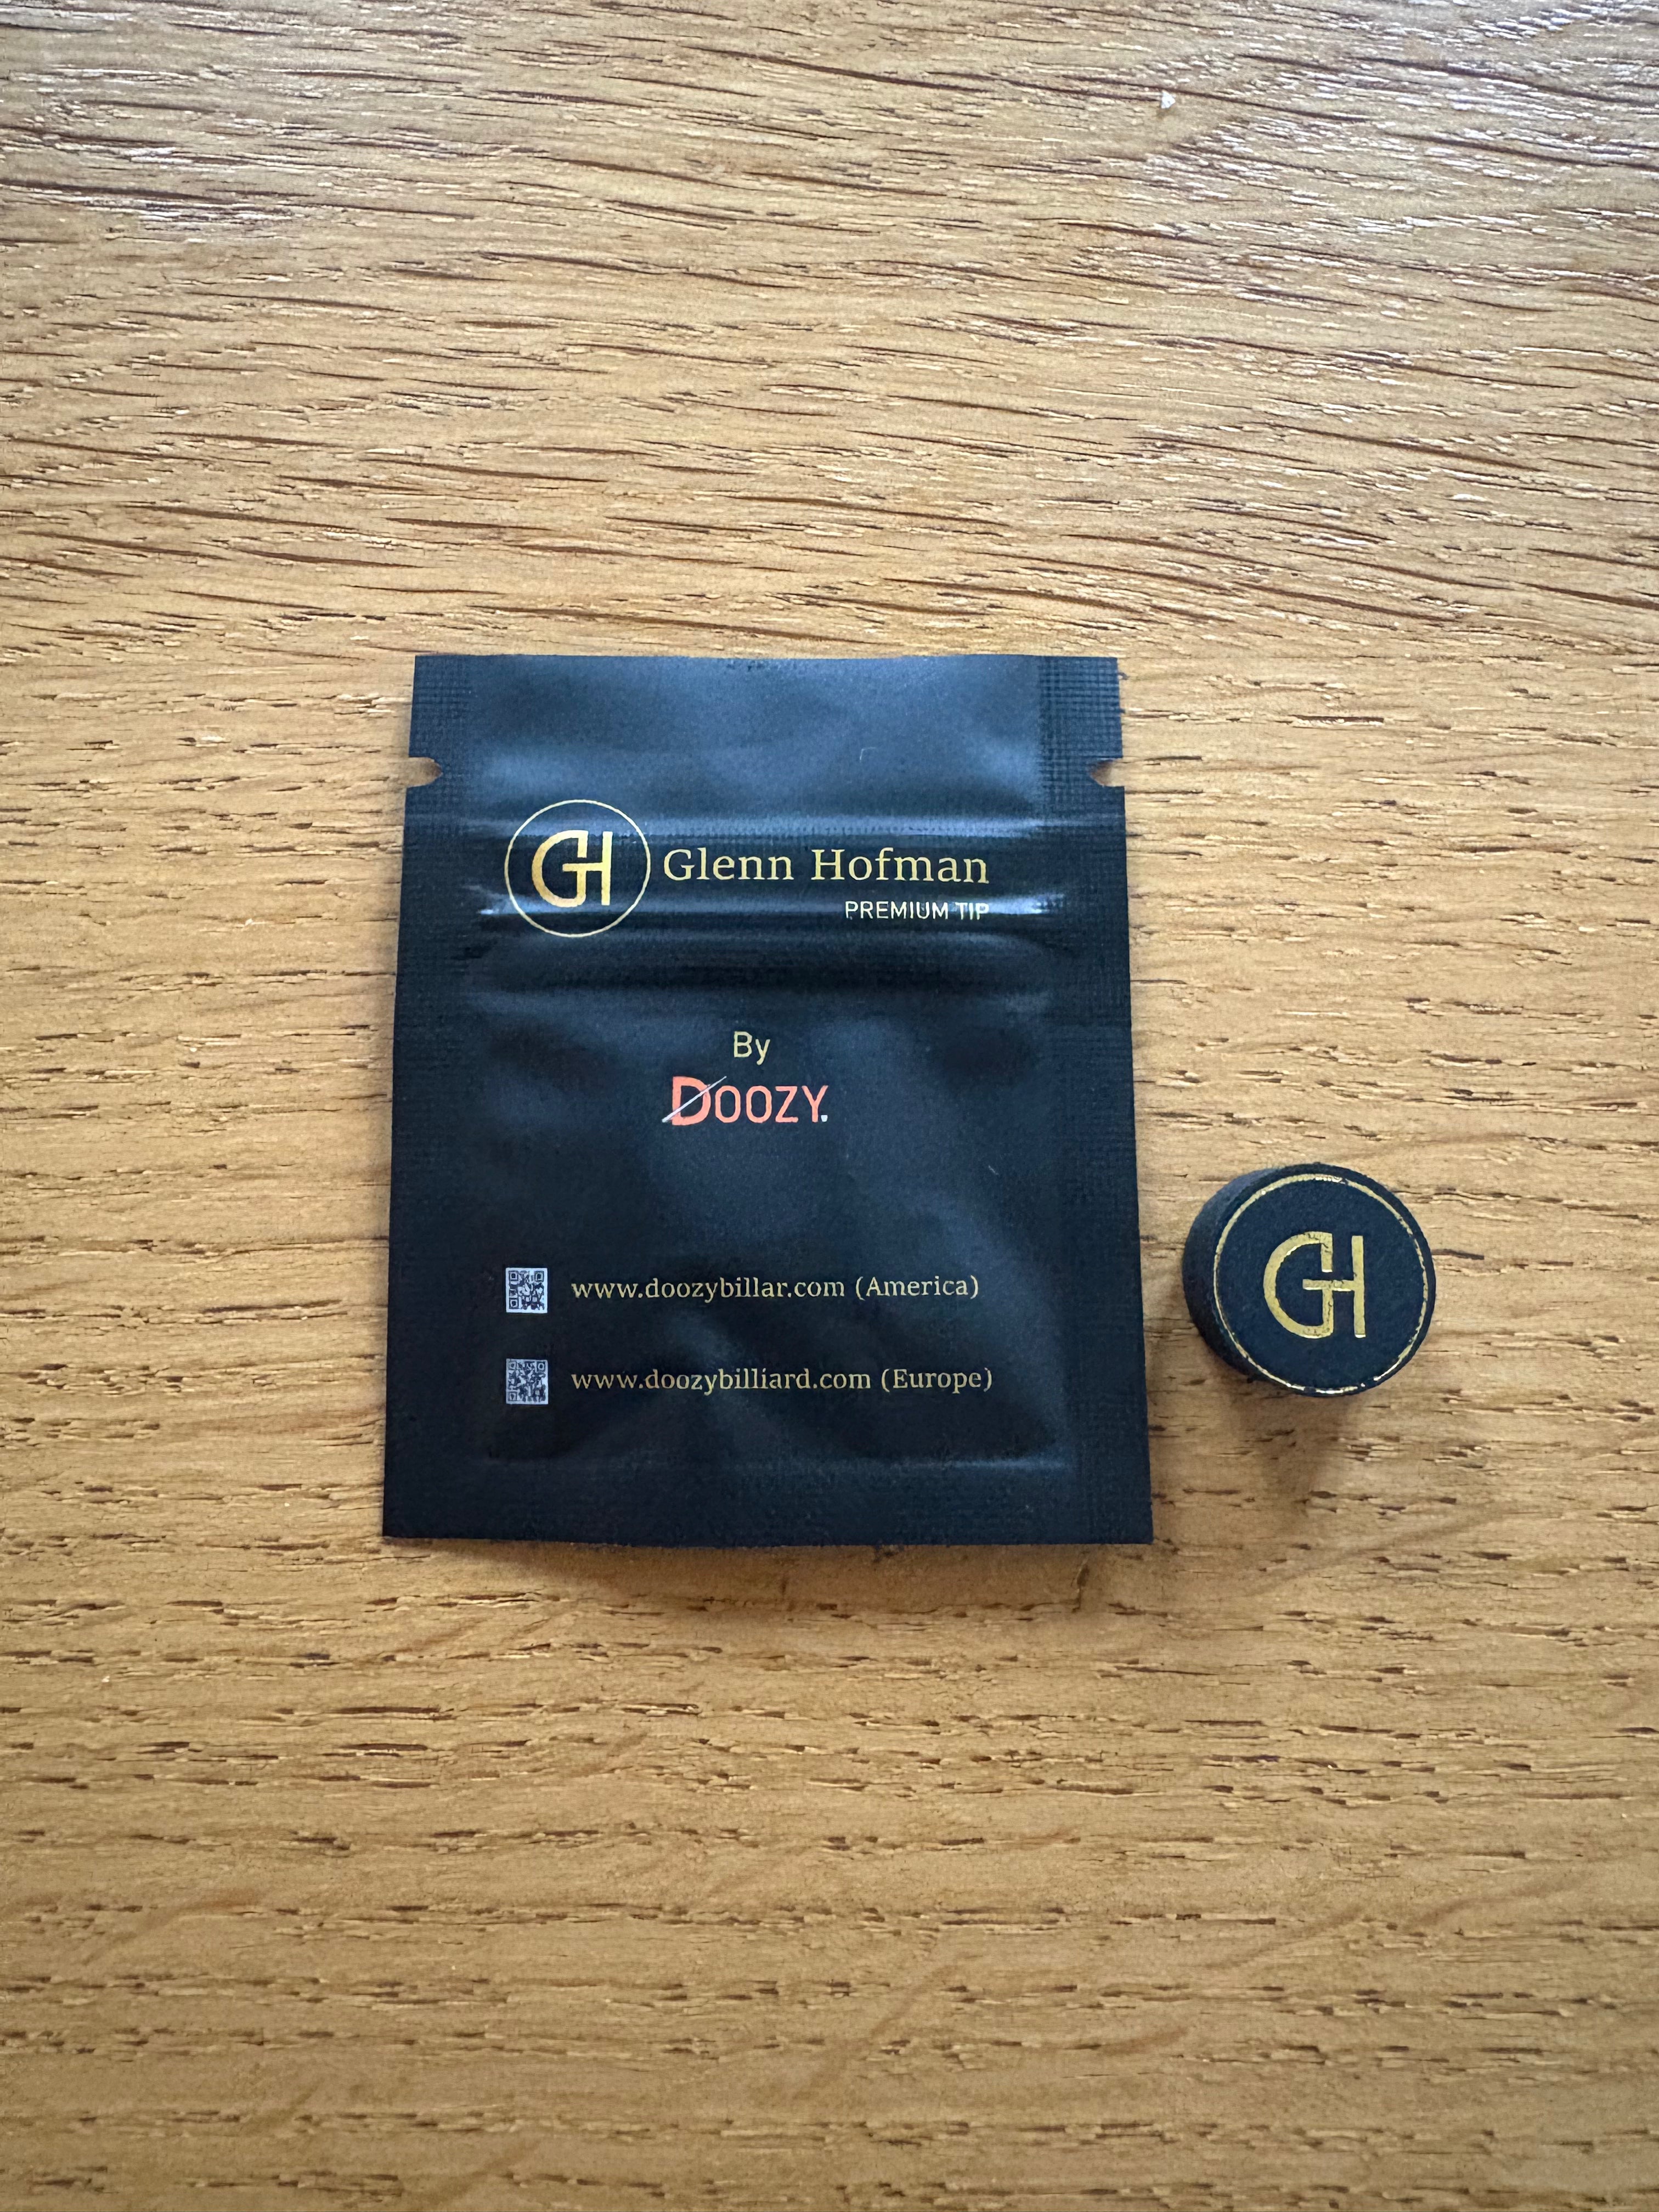 GH Glenn Hofman
PREMIUM TIP
By
DOOZY.
www.doozybillar.com (America)
www.doozybilliard.com (Europe)
GH